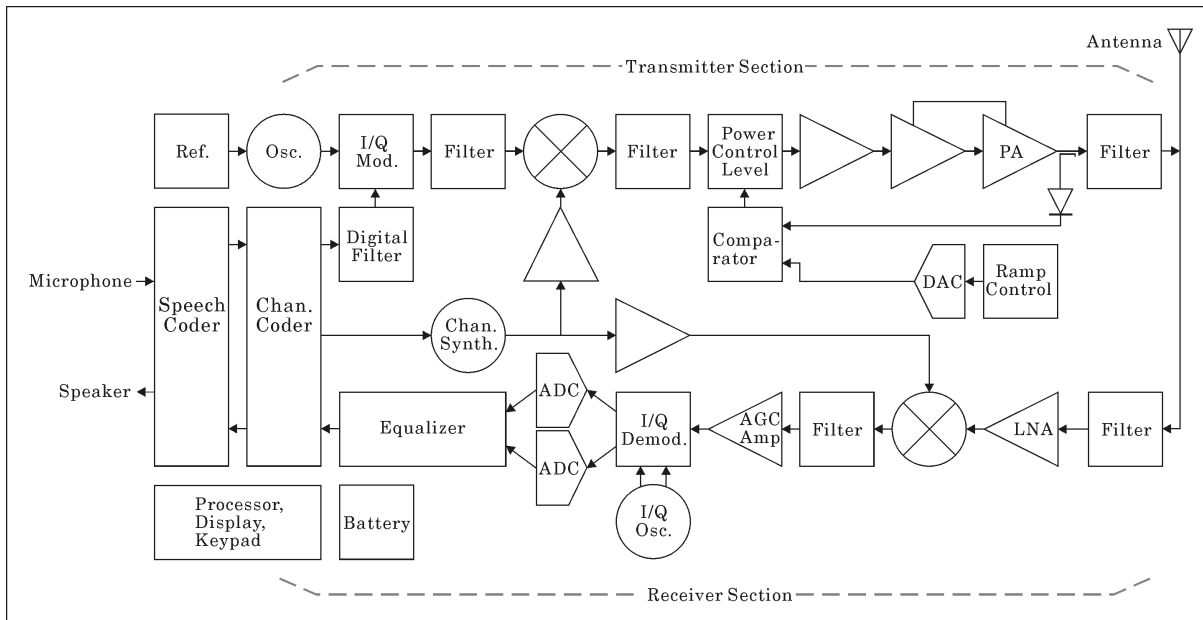 Antenna
Transmitter Section
Ref.
Osc.
I/Q
Mod.
Filter
Filter
Power
Control
Level
PA
Filter
Microphone
Speaker
Speech
Coder
Chan.
Coder
Digital
Filter
Compa-
rator
DAC
Ramp
Control
Chan.
Synth.
Equalizer
ADC
ADC
I/Q
Demod.
I/Q
Osc.
AGC
Amp
Filter
LNA
Filter
Processor,
Display,
Keypad
Battery
Receiver Section